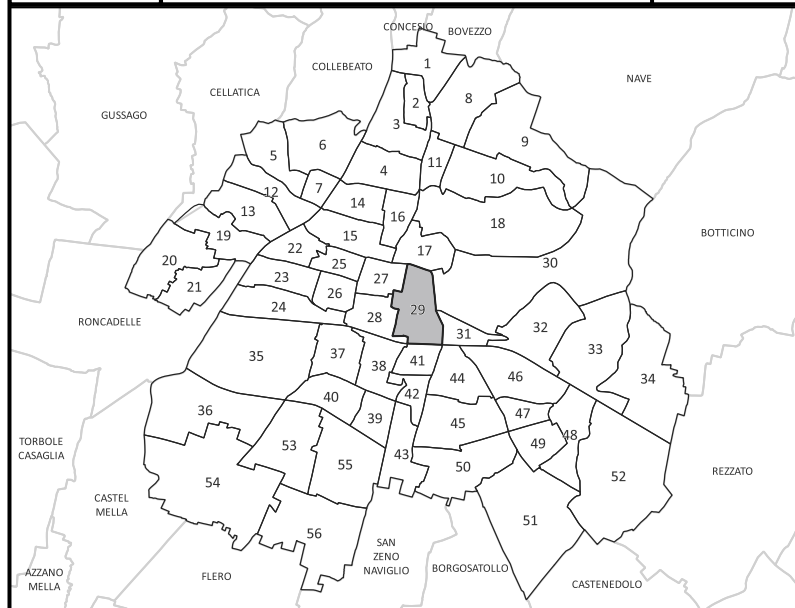 CONCESIO
BOVEZZO
1
COLLEBEATO
NAVE
CELLATICA
8
2
GUSSAGO
3
9
6
5
11
4
10
7
12
14
13
16
18
BOTTICINO
19
15
22
17
20
25
30
23
27
21
26
24
29
28
RONCADELLE
31
32
33
35
37
41
38
44
46
34
42
40
36
47
39
45
48
TORBOLE
CASAGLIA
53
49
43
55
50
REZZATO
54
52
CASTEL
MELLA
51
56
SAN
ZENO
NAVIGLIO
BORGOSATOLLO
AZZANO
MELLA
FLERO
CASTENEDOLO